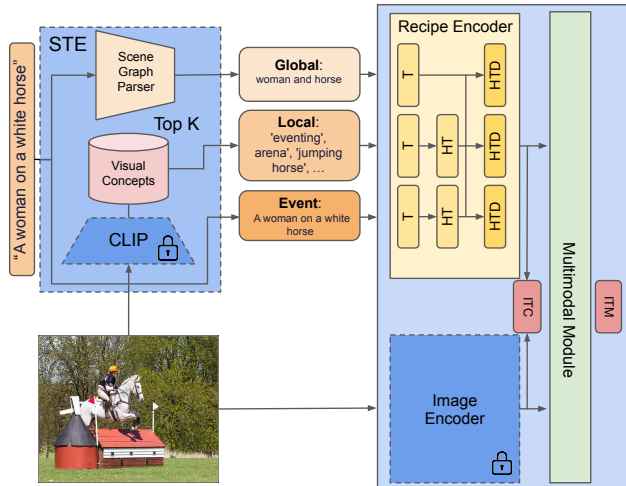 "A woman on a white horse"
STE
Scene
Graph
Parser
Top K
Visual
Concepts
CLIP
Global:
woman and horse
Local:
'eventing',
arena', 'jumping
horse', ...
Event:
A woman on a white
horse
Recipe Encoder
T
HTD
T
HT
HTD
T
HT
HTD
ITC
Multimodal Module
ITM
Image
Encoder